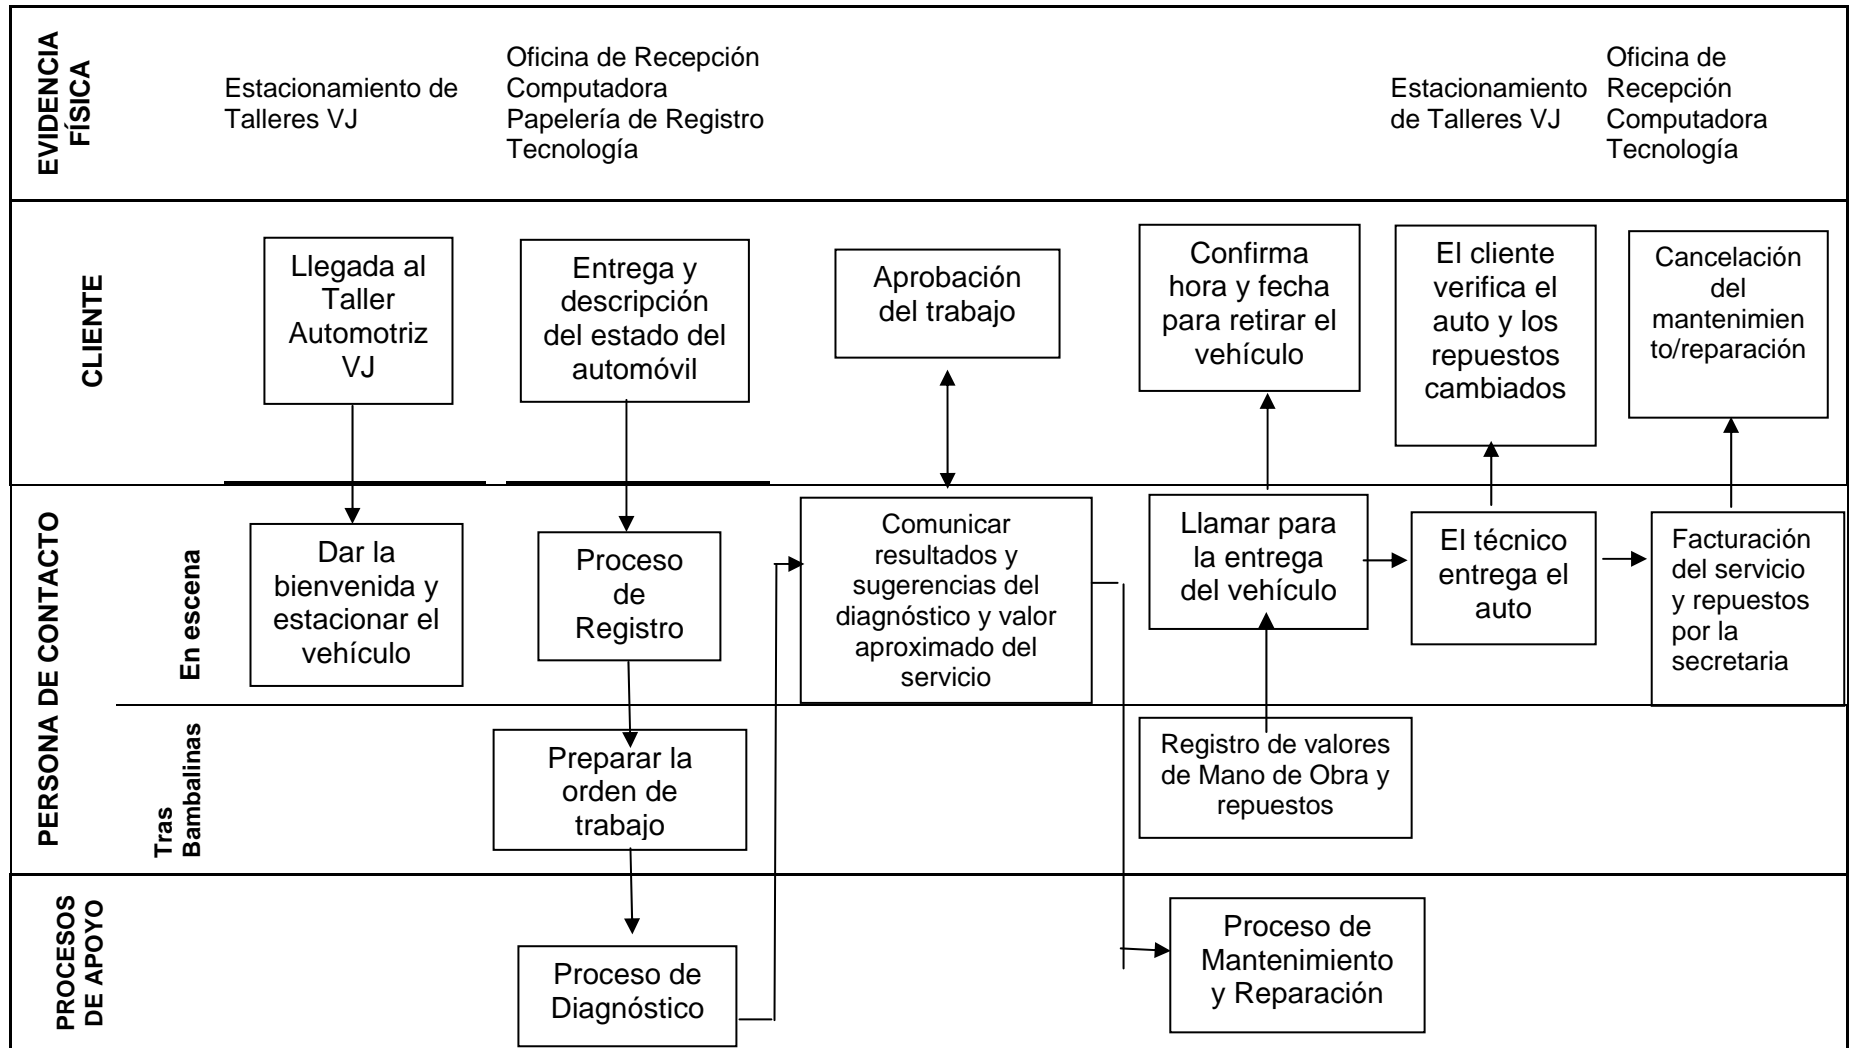 EVIDENCIA
FÍSICA
Estacionamiento de
Talleres VJ
Oficina de Recepción
Computadora
Papelería de Registro
Tecnología
Estacionamiento
de Talleres VJ
Oficina de
Recepción
Computadora
Tecnología
CLIENTE
Llegada al
Taller
Automotriz
VJ
Entrega y
descripción
del estado del
automóvil
Aprobación
del trabajo
Confirma
hora y fecha
para retirar el
vehículo
El cliente
verifica el
auto y los
repuestos
cambiados
Cancelación
del
mantenimien
to/reparación
PERSONA DE CONTACTO
En escena
Dar la
bienvenida y
estacionar el
vehículo
Proceso
de
Registro
Comunicar
resultados y
sugerencias del
diagnóstico y valor
aproximado del
servicio
Llamar para
la entrega
del vehículo
El técnico
entrega el
auto
Facturación
del servicio
y repuestos
por la
secretaria
Tras
Bambalinas
Preparar la
orden de
trabajo
Registro de valores
de Mano de Obra y
repuestos
PROCESOS
DE APOYO
Proceso de
Diagnóstico
Proceso de
Mantenimiento
y Reparación